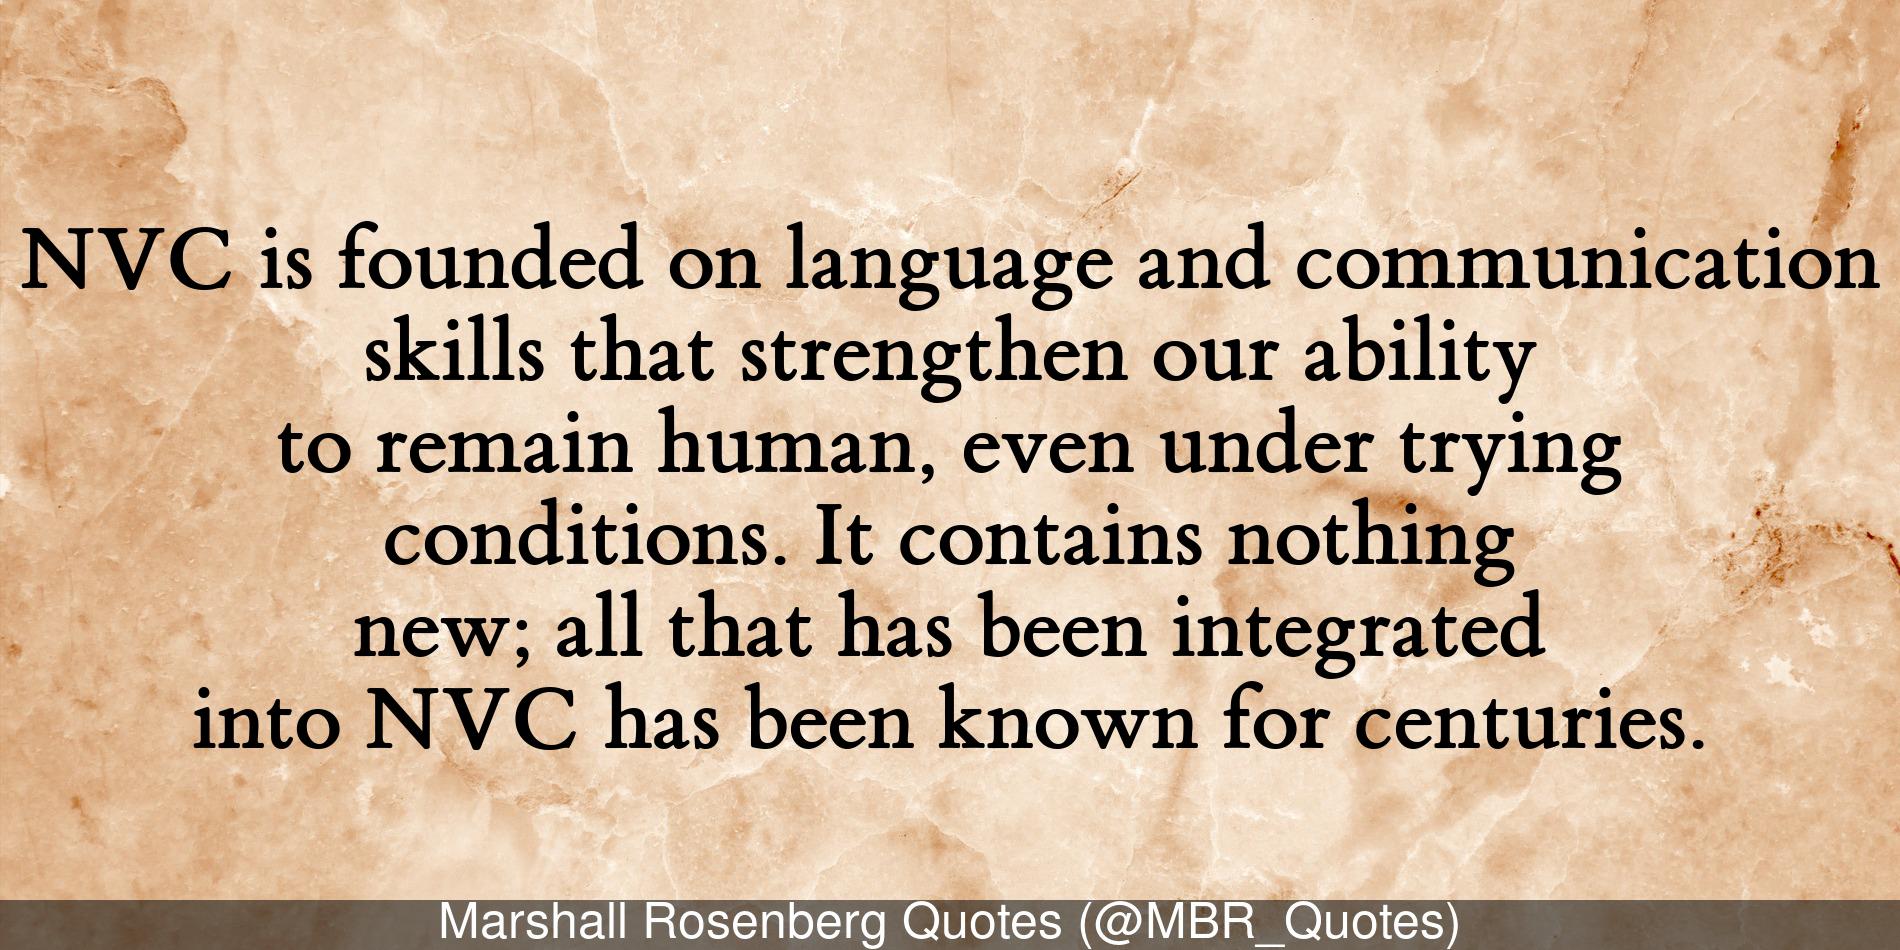 NVC is founded on language and communication
skills that strengthen our ability
to remain human, even under trying
conditions. It contains nothing
new; all that has been integrated
into NVC has been known for centuries.
Marshall Rosenberg Quotes (@MBR_Quotes)